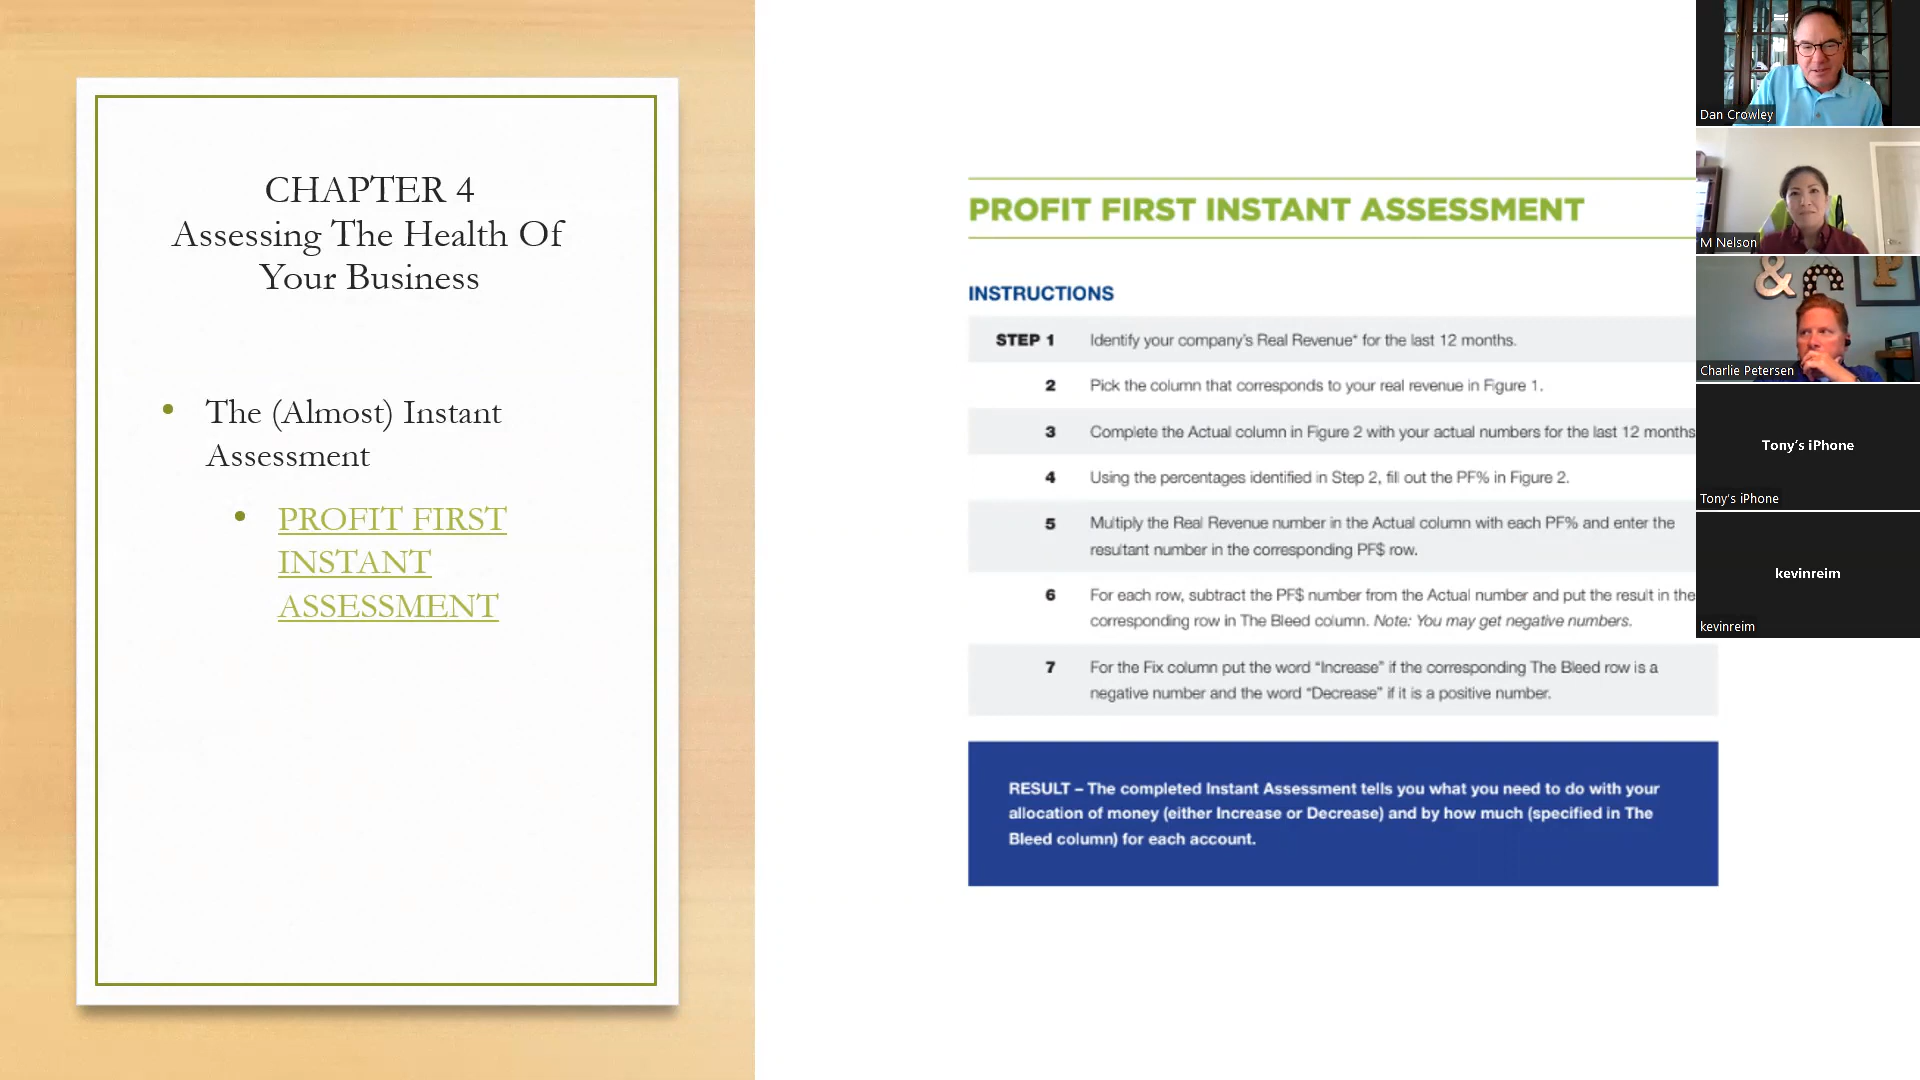 CHAPTER 4
Assessing The Health Of
Your Business
• The (Almost) Instant
Assessment
• PROFIT FIRST
INSTANT
ASSESSMENT
PROFIT FIRST INSTANT ASSESSMENT
INSTRUCTIONS
STEP 1 Identify your company's Real Revenue* for the last 12 months.
2 Pick the column that corresponds to your real revenue in Figure 1.
3 Complete the Actual column in Figure 2 with your actual numbers for the last 12 months
4 Using the percentages identified in Step 2, fill out the PF% in Figure 2.
5 Multiply the Real Revenue number in the Actual column with each PF% and enter the
resultant number in the corresponding PF$ row.
6 For each row, subtract the PF$ number from the Actual number and put the result in the
corresponding row in The Bleed column. Note: You may get negative numbers.
7 For the Fix column put the word “Increase” if the corresponding The Bleed row is a
negative number and the word “Decrease” if it is a positive number.
RESULT – The completed Instant Assessment tells you what you need to do with your
allocation of money (either Increase or Decrease) and by how much (specified in The
Bleed column) for each account.
Dan Crowley
M Nelson
& C P
Charlie Petersen
Tony's iPhone
Tony's iPhone
kevinreim
kevinreim